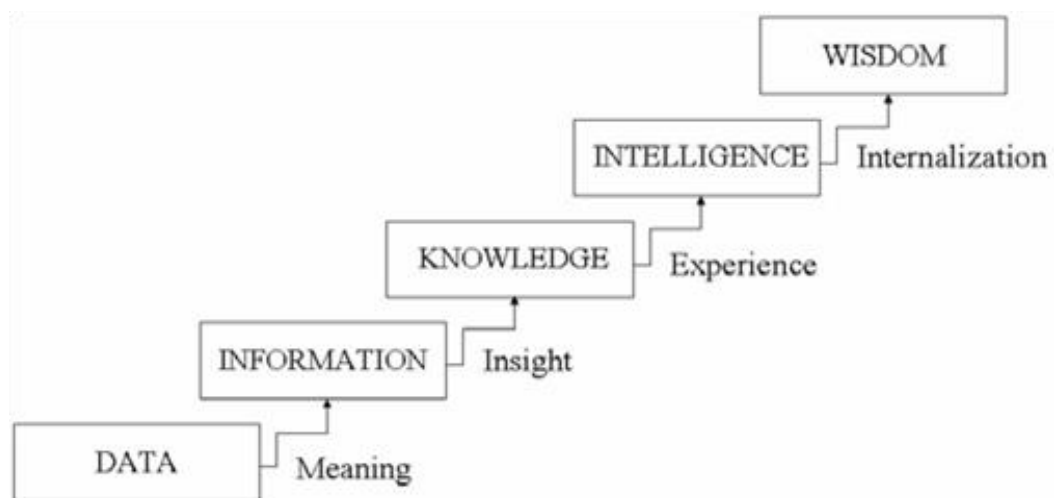 WISDOM
INTELLIGENCE
Internalization
KNOWLEDGE
Experience
INFORMATION
Insight
DATA
Meaning